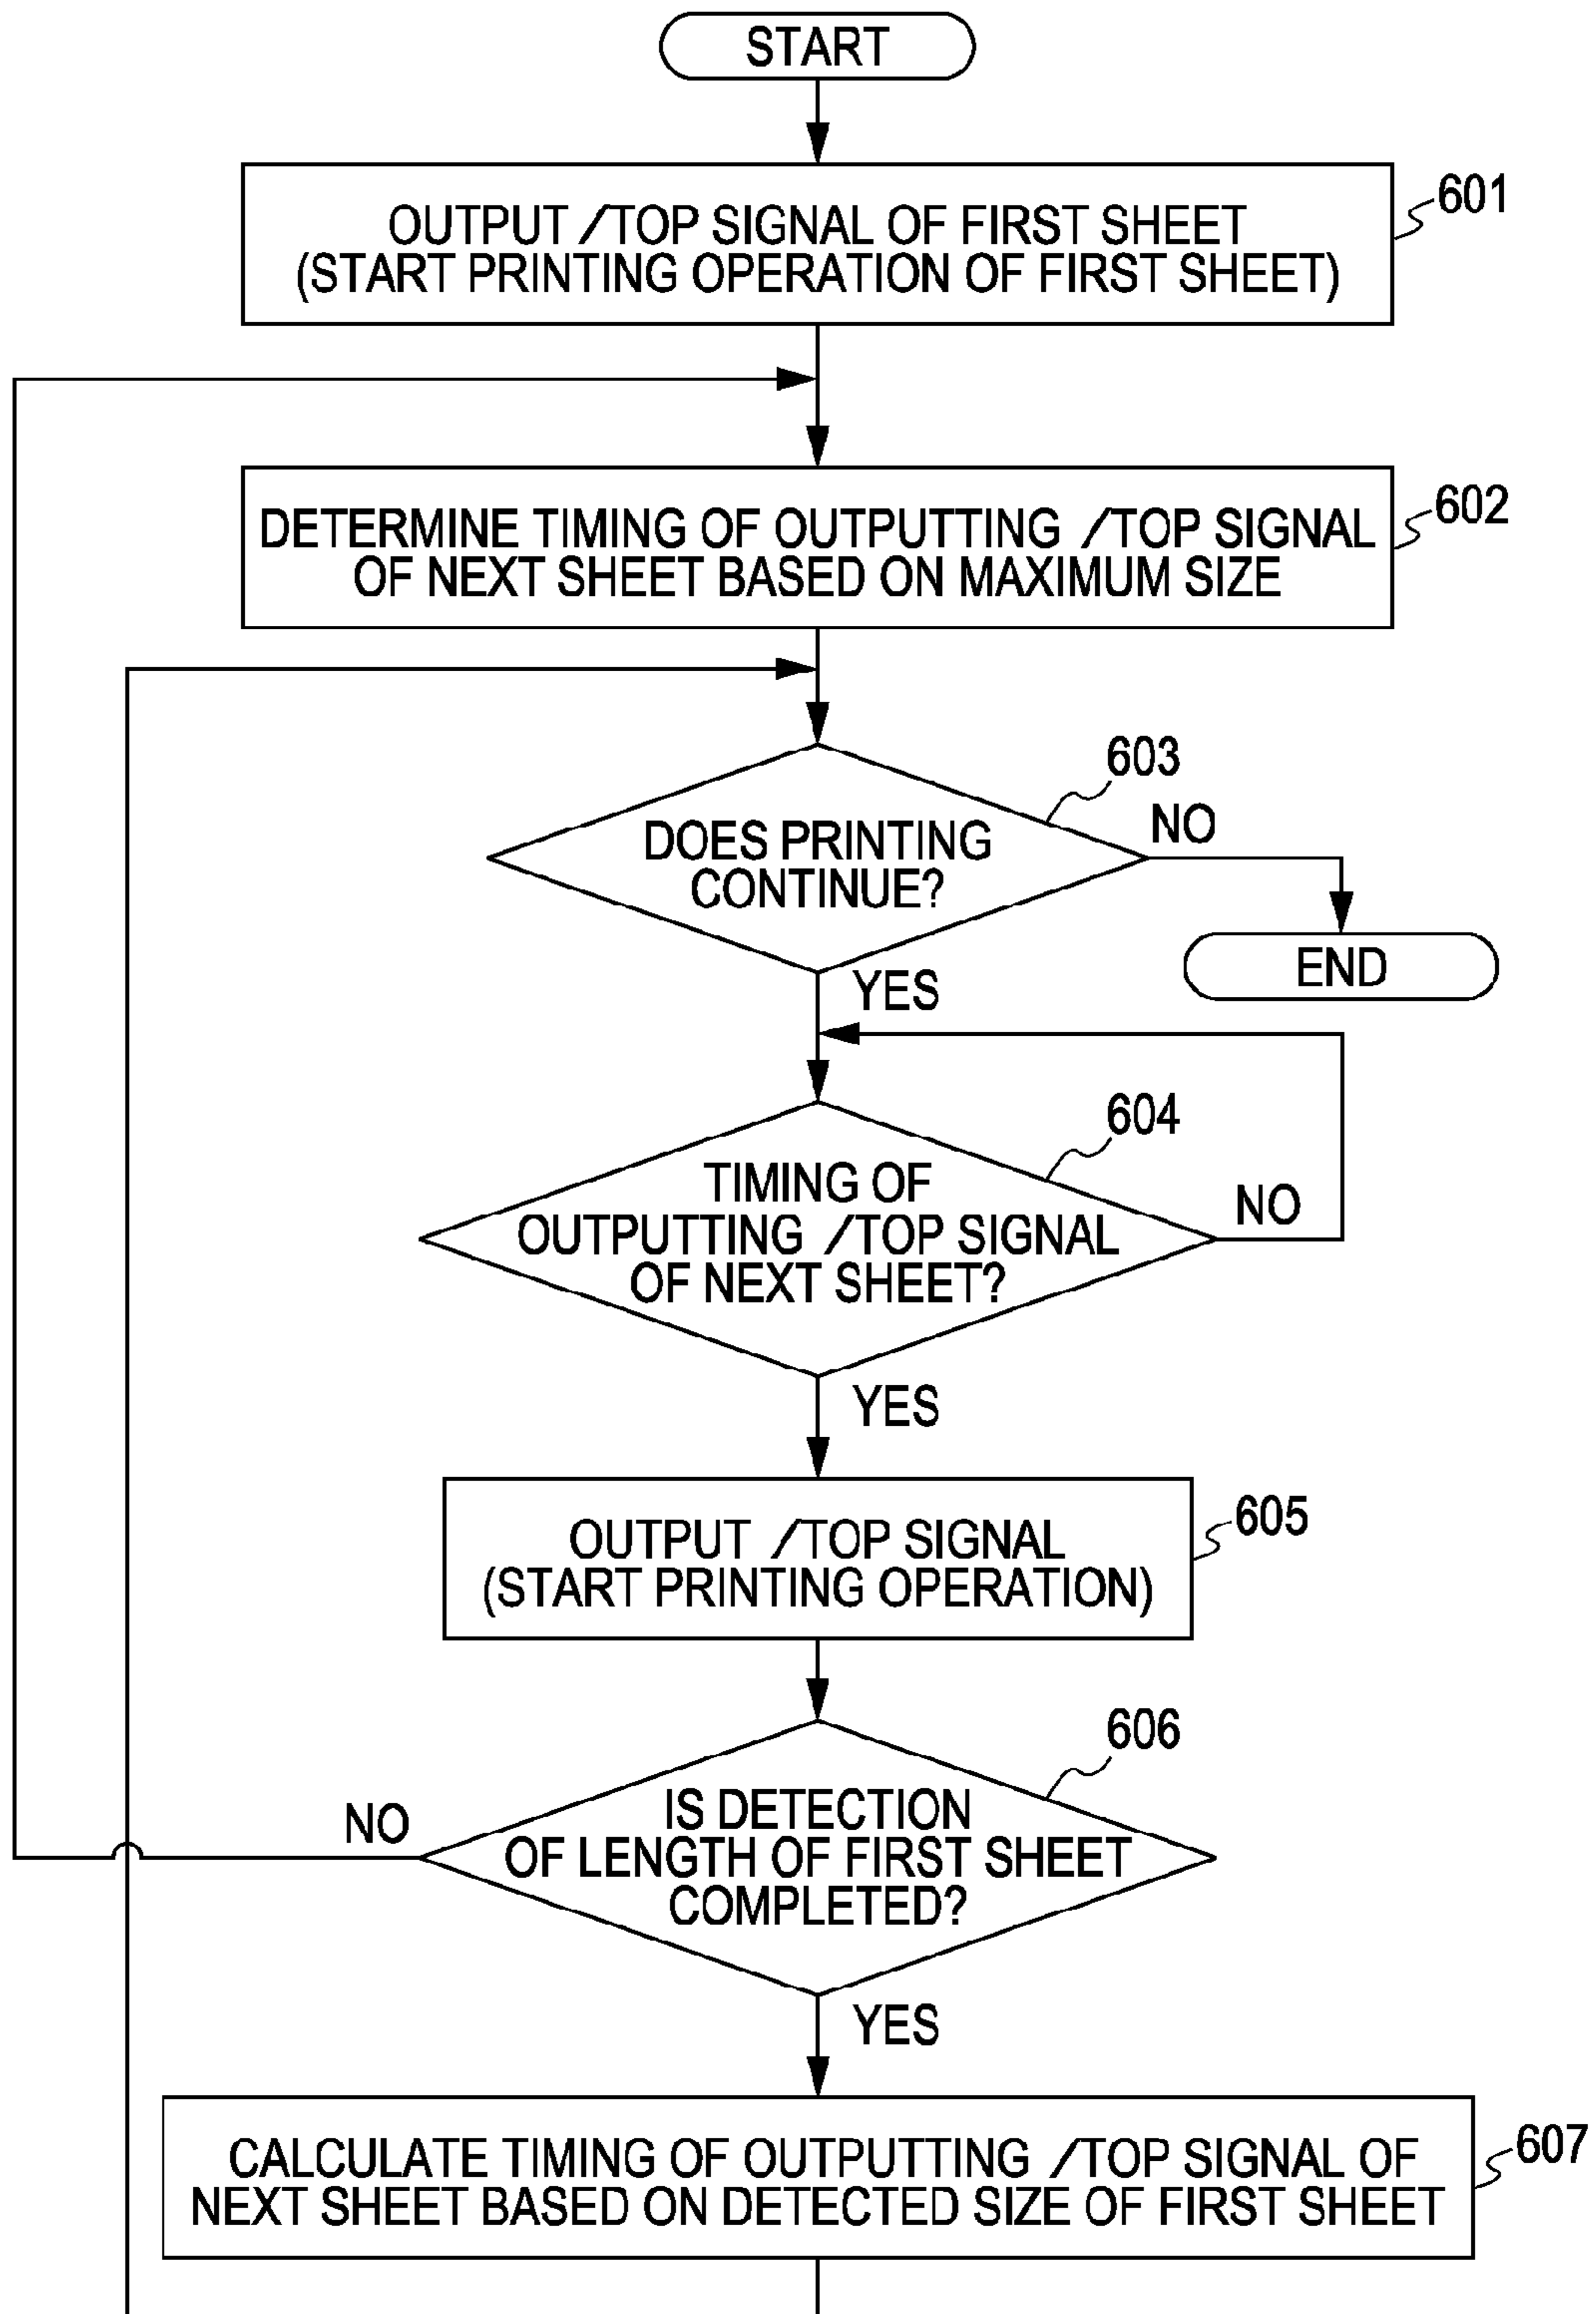 START
601
OUTPUT /TOP SIGNAL OF FIRST SHEET
(START PRINTING OPERATION OF FIRST SHEET)
602
DETERMINE TIMING OF OUTPUTTING /TOP SIGNAL
OF NEXT SHEET BASED ON MAXIMUM SIZE
603
DOES PRINTING
CONTINUE?
NO
END
YES
604
TIMING OF
OUTPUTTING /TOP SIGNAL
OF NEXT SHEET?
NO
YES
605
OUTPUT /TOP SIGNAL
(START PRINTING OPERATION)
606
IS DETECTION
OF LENGTH OF FIRST SHEET
COMPLETED?
NO
YES
607
CALCULATE TIMING OF OUTPUTTING /TOP SIGNAL OF
NEXT SHEET BASED ON DETECTED SIZE OF FIRST SHEET